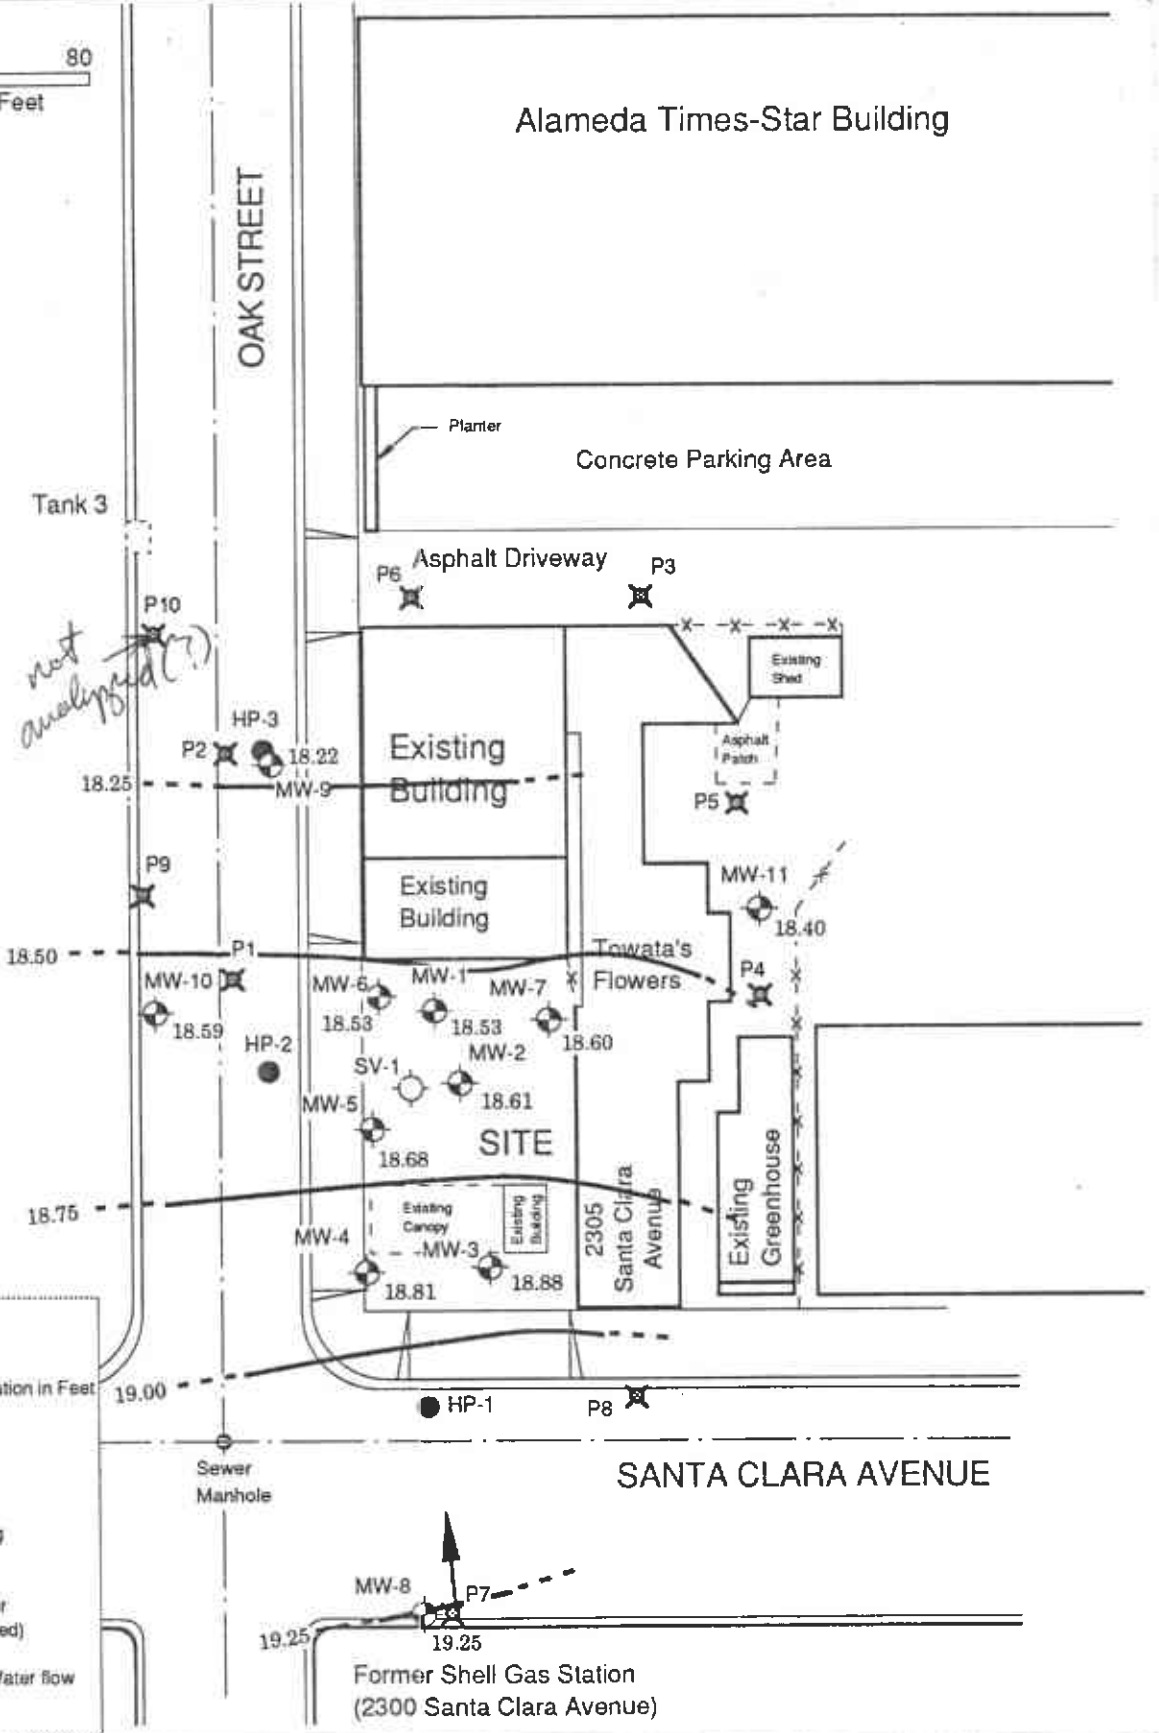 80
Feet
Alameda Times-Star Building
OAK STREET
Planter
Concrete Parking Area
Tank 3
Asphalt Driveway
P6
P3
P10
not
analyzed (?)
Existing
Shed
HP-3
P2
18.22
Existing
Building
Asphalt
Patch
18.25
MW-9
P5
P9
MW-11
Existing
Building
18.40
18.50
P1
Towata's
Flowers
P4
MW-10
MW-6
MW-1
MW-7
18.59
18.53
18.53
18.60
HP-2
MW-2
SV-1
18.61
MW-5
SITE
18.68
18.75
Existing
Canopy
Existing
Building
2305
Santa Clara
Avenue
Existing
Greenhouse
MW-4
MW-3
18.81
18.88
tion in Feet
19.00
HP-1
P8
Sewer
Manhole
SANTA CLARA AVENUE
g
r
ed)
MW-8
P7
19.25
19.25
Water flow
Former Shell Gas Station
(2300 Santa Clara Avenue)